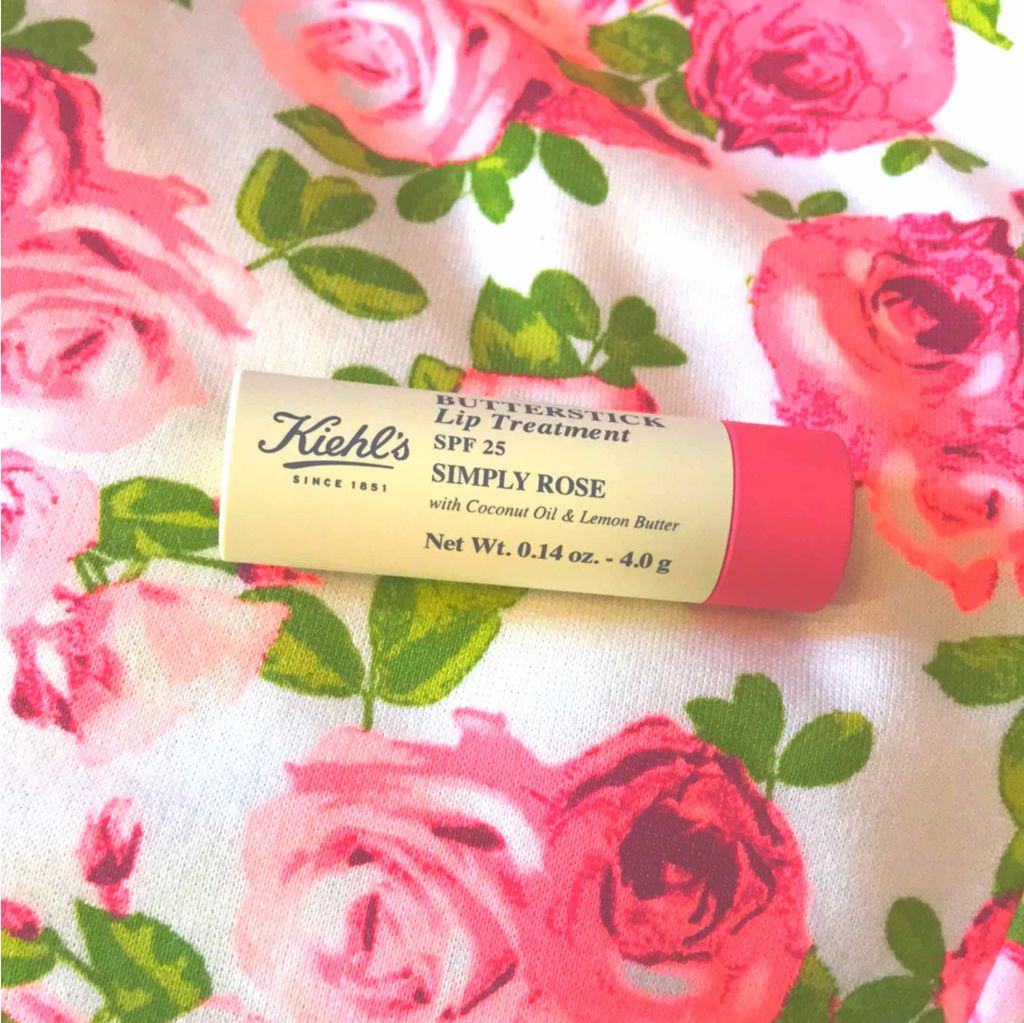 Kiehl's
SINCE 1851
BUTTERSTICK
Lip Treatment
SPF 25
SIMPLY ROSE
with Coconut Oil & Lemon Butter
Net Wt. 0.14 oz. - 4.0 g